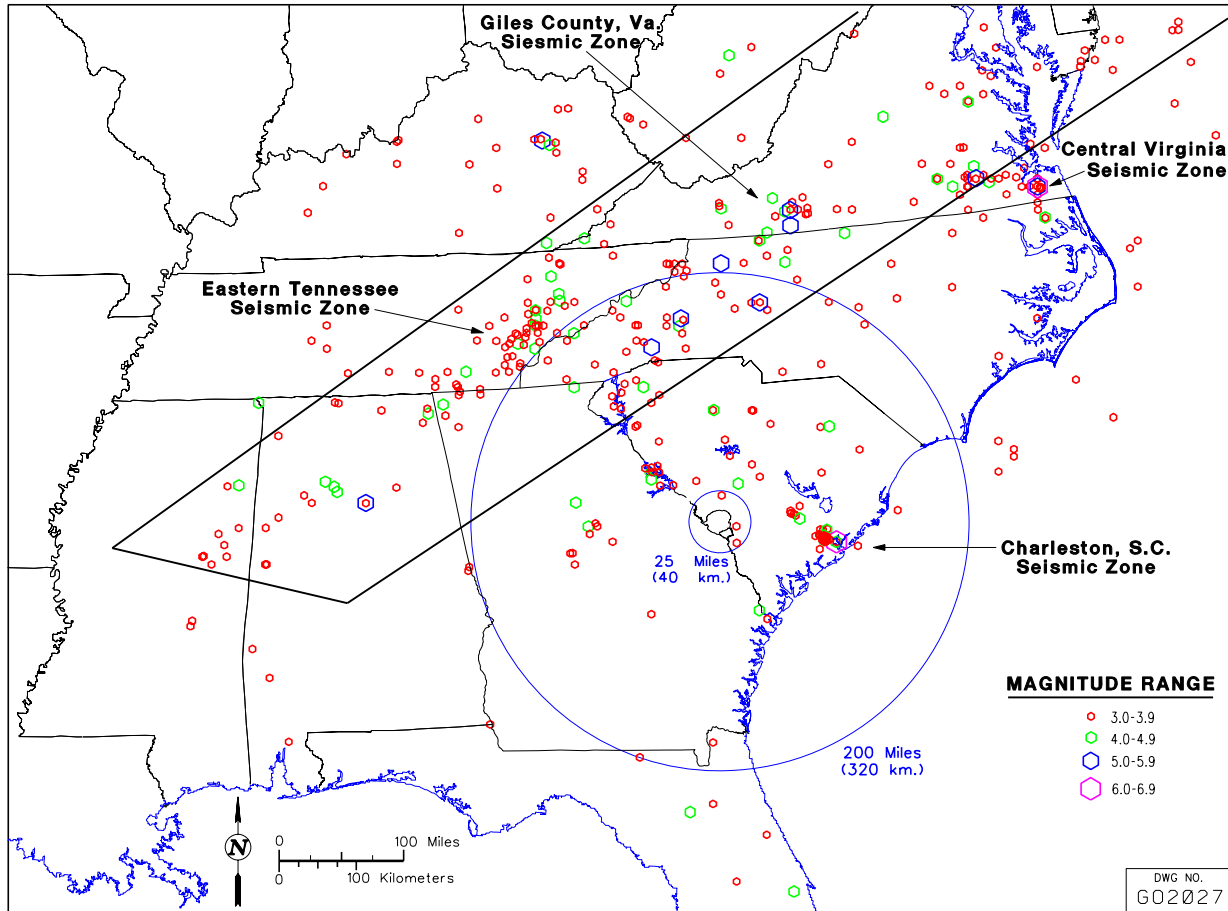 Giles County, Va.
Siesmic Zone
Central Virginia
Seismic Zone
Eastern Tennessee
Seismic Zone
25 Miles
(40 km.)
Charleston, S.C.
Seismic Zone
MAGNITUDE RANGE
3.0-3.9
4.0-4.9
5.0-5.9
6.0-6.9
200 Miles
(320 km.)
N
0 100 Miles
0 100 Kilometers
DWG NO.
GO2027